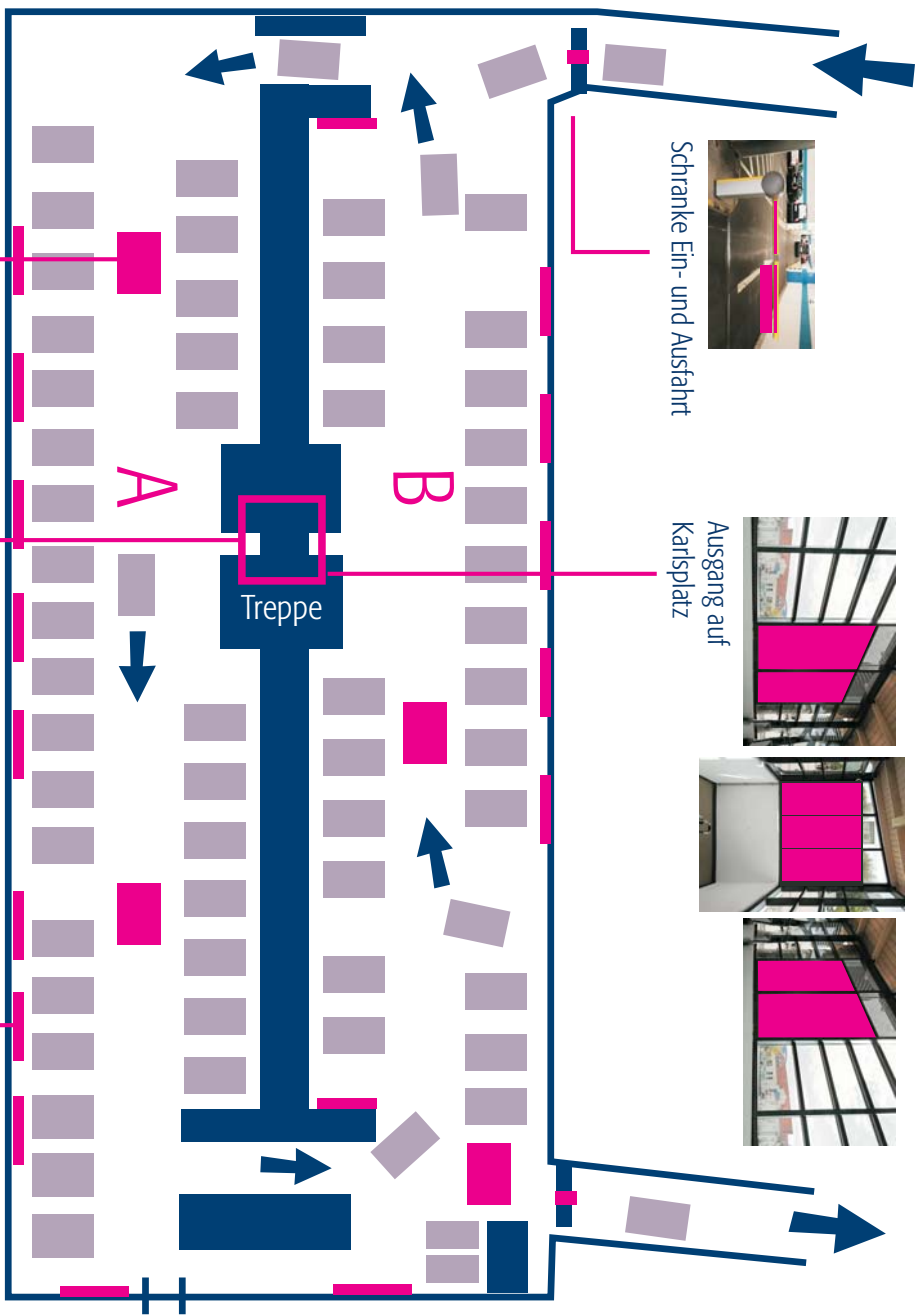 Schranke Ein- und Ausfahrt
Ausgang auf
Karlsplatz
B
A
Treppe